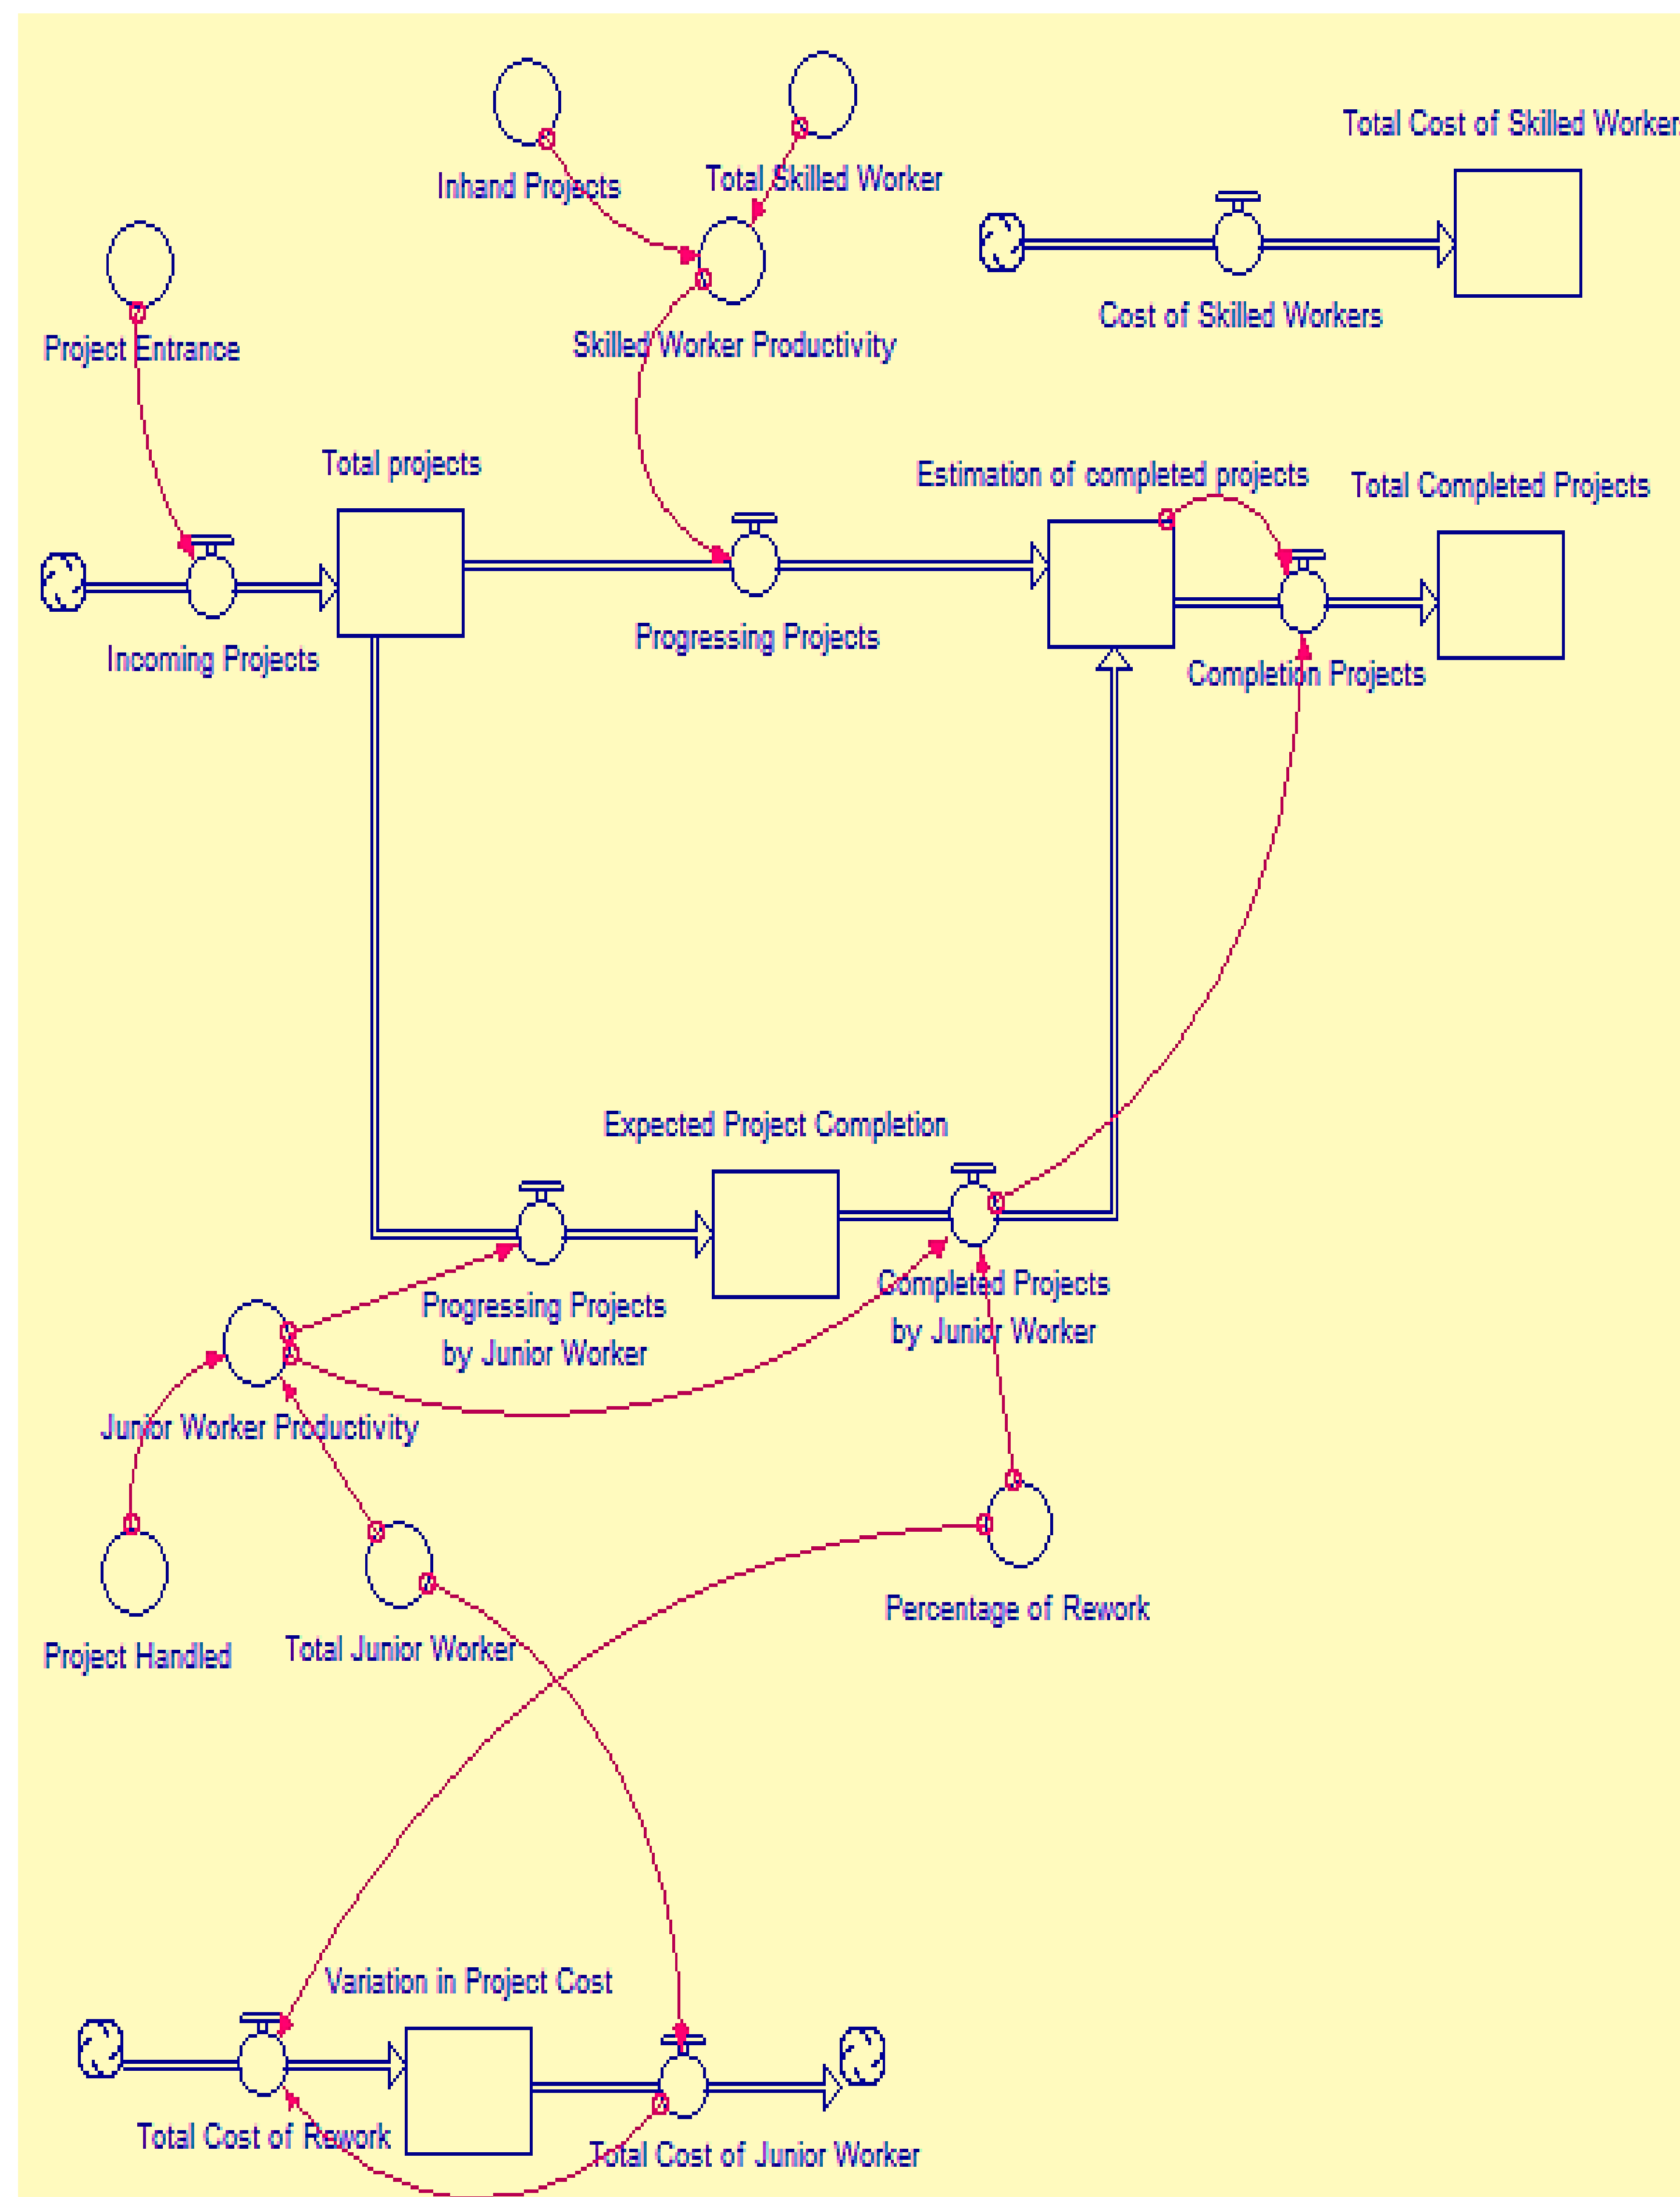 Total Cost of Skilled Worker
Inhand Projects
Total Skilled Worker
Cost of Skilled Workers
Project Entrance
Skilled Worker Productivity
Total projects
Estimation of completed projects
Total Completed Projects
Progressing Projects
Incoming Projects
Completion Projects
Expected Project Completion
Completed Projects
by Junior Worker
Progressing Projects
by Junior Worker
Junior Worker Productivity
Percentage of Rework
Project Handled
Total Junior Worker
Variation in Project Cost
Total Cost of Rework
Total Cost of Junior Worker